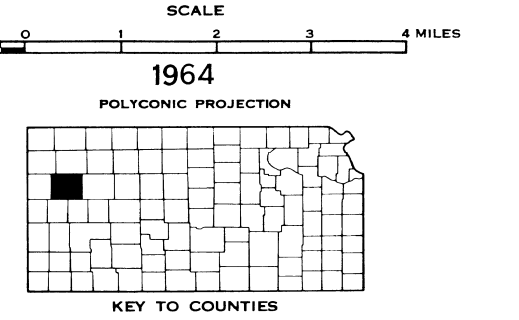 SCALE
0 1 2 3 4 MILES
1964
POLYCONIC PROJECTION
KEY TO COUNTIES